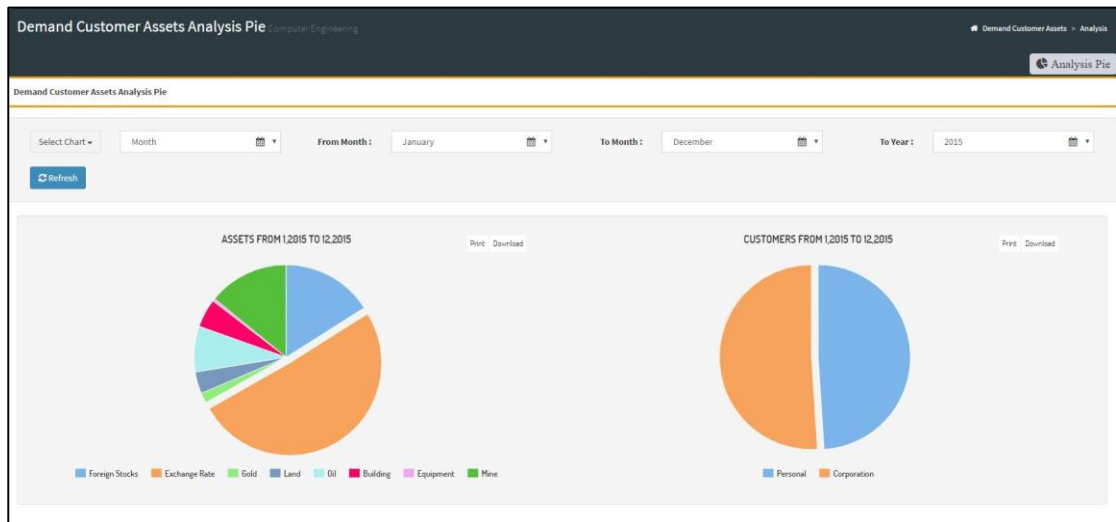 Demand Customer Assets Analysis Pie Computer Engineering
Demand Customer Assets > Analysis
Analysis Pie
Demand Customer Assets Analysis Pie
Select Chart Month From Month : January To Month : December To Year : 2015
Refresh
ASSETS FROM 1,2015 TO 12,2015 Print Download CUSTOMERS FROM 1,2015 TO 12,2015 Print Download
Foreign Stocks Exchange Rate Gold Land Oil Building Equipment Mine Personal Corporation